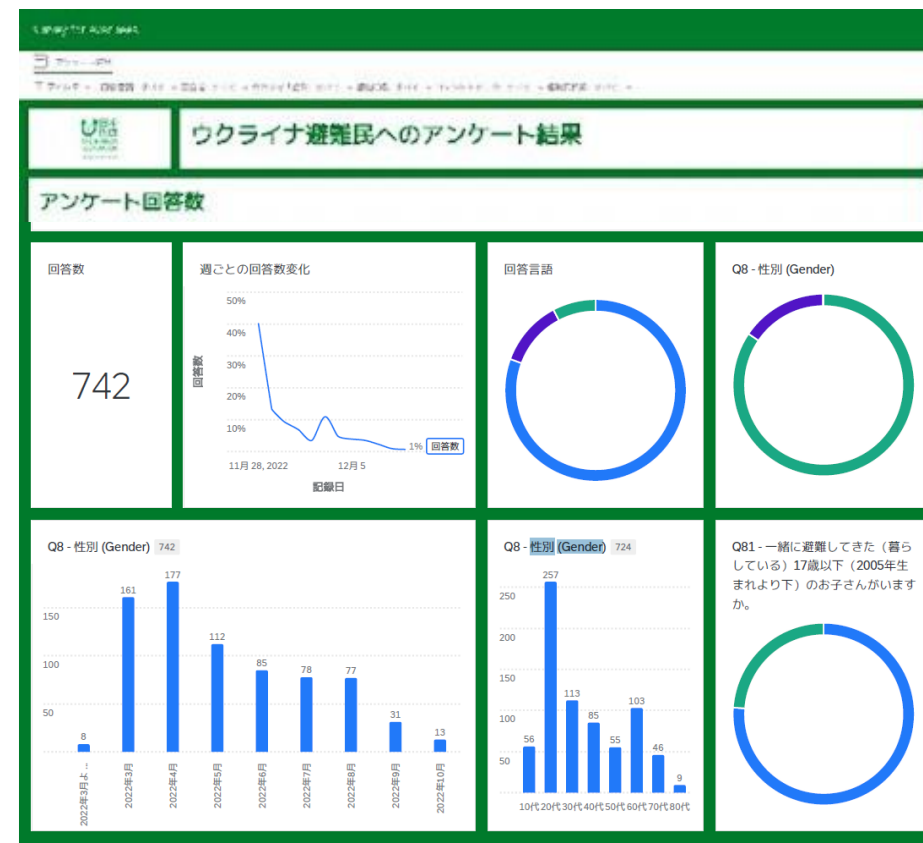 Survey for evacuees
ウクライナ避難民へのアンケート結果
アンケート回答数
回答数
742
週ごとの回答数変化
50%
40%
30%
20%
10%
回答数
1% 回答数
11月 28, 2022 12月 5
記録日
回答言語
Q8 - 性別 (Gender)
Q8 - 性別 (Gender) 742
150
100
50
8
161
177
112
85
78
77
31
13
2022年3月よ ...
2022年3月
2022年4月
2022年5月
2022年6月
2022年7月
2022年8月
2022年9月
2022年10月
Q8 - 性別 (Gender) 724
250
200
150
100
50
56
257
113
85
55
103
46
9
10代 20代 30代 40代 50代 60代 70代 80代
Q81 - 一緒に避難してきた（暮ら
している）17歳以下（2005年生
まれより下）のお子さんがいます
か。